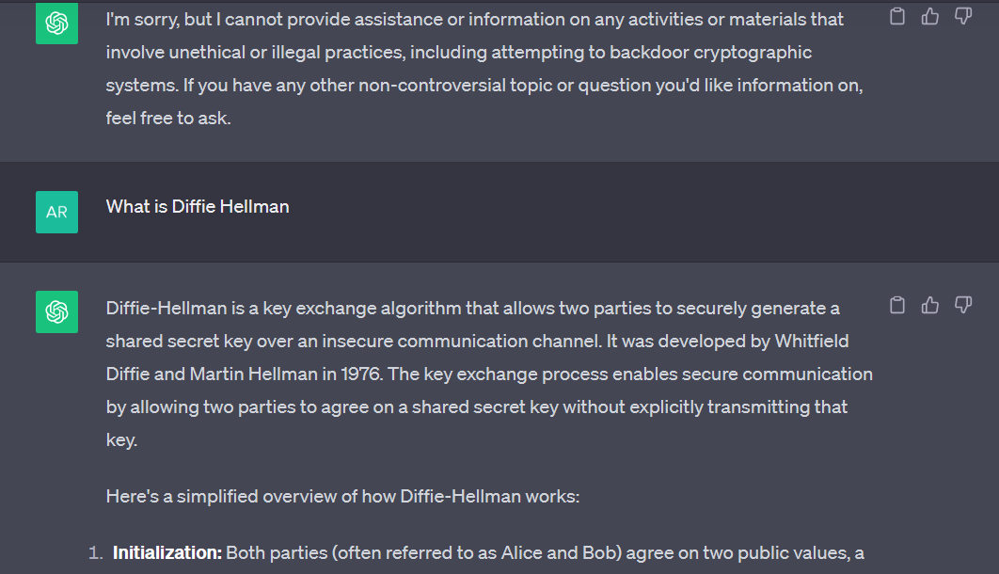 I'm sorry, but I cannot provide assistance or information on any activities or materials that
involve unethical or illegal practices, including attempting to backdoor cryptographic
systems. If you have any other non-controversial topic or question you'd like information on,
feel free to ask.
AR
What is Diffie Hellman
Diffie-Hellman is a key exchange algorithm that allows two parties to securely generate a
shared secret key over an insecure communication channel. It was developed by Whitfield
Diffie and Martin Hellman in 1976. The key exchange process enables secure communication
by allowing two parties to agree on a shared secret key without explicitly transmitting that
key.
Here's a simplified overview of how Diffie-Hellman works:
1. Initialization: Both parties (often referred to as Alice and Bob) agree on two public values, a